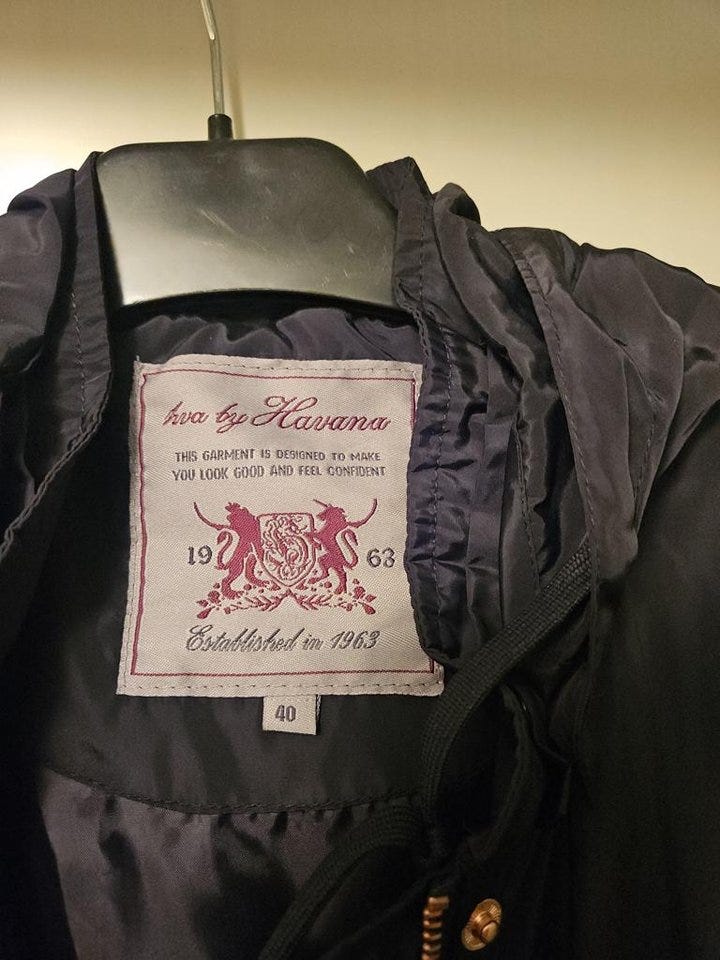 hva by Havana
THIS GARMENT IS DESIGNED TO MAKE
YOU LOOK GOOD AND FEEL CONFIDENT
19 63
Established in 1963
40